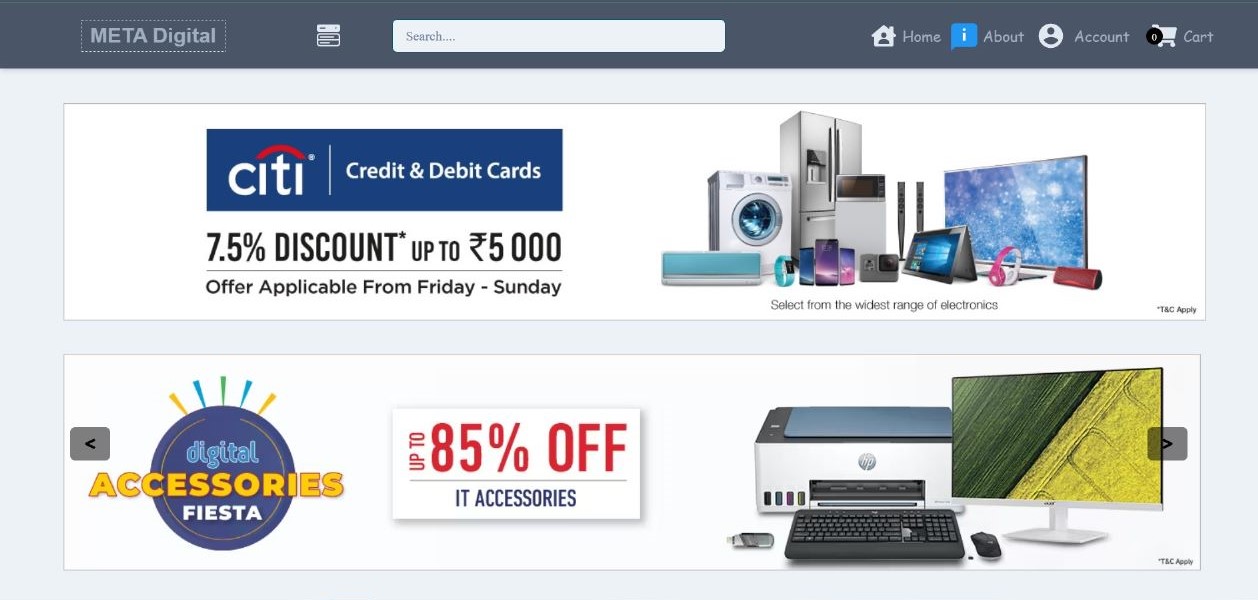 META Digital
Search....
Home
About
Account
0
Cart
citi® | Credit & Debit Cards
7.5% DISCOUNT* UP TO ₹5 000
Offer Applicable From Friday - Sunday
Select from the widest range of electronics
*T&C Apply
<
digital
ACCESSORIES
FIESTA
UP TO 85% OFF
IT ACCESSORIES
hp
acer
>
*T&C Apply